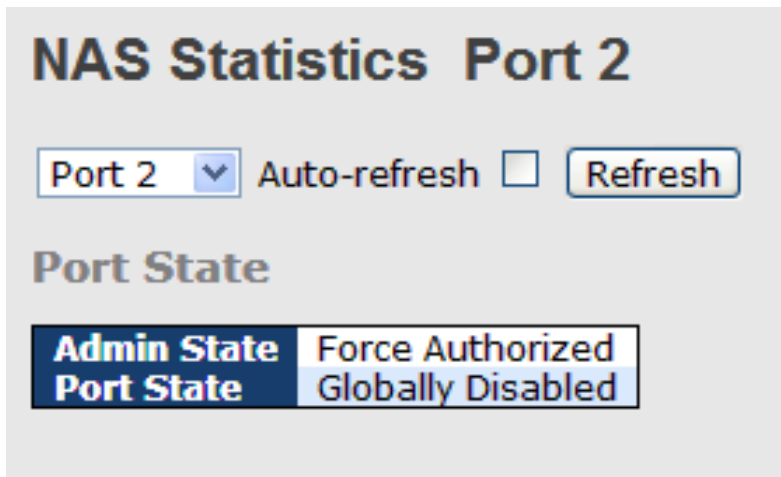 NAS Statistics Port 2
Port 2 Auto-refresh Refresh
Port State
Admin State Force Authorized
Port State Globally Disabled